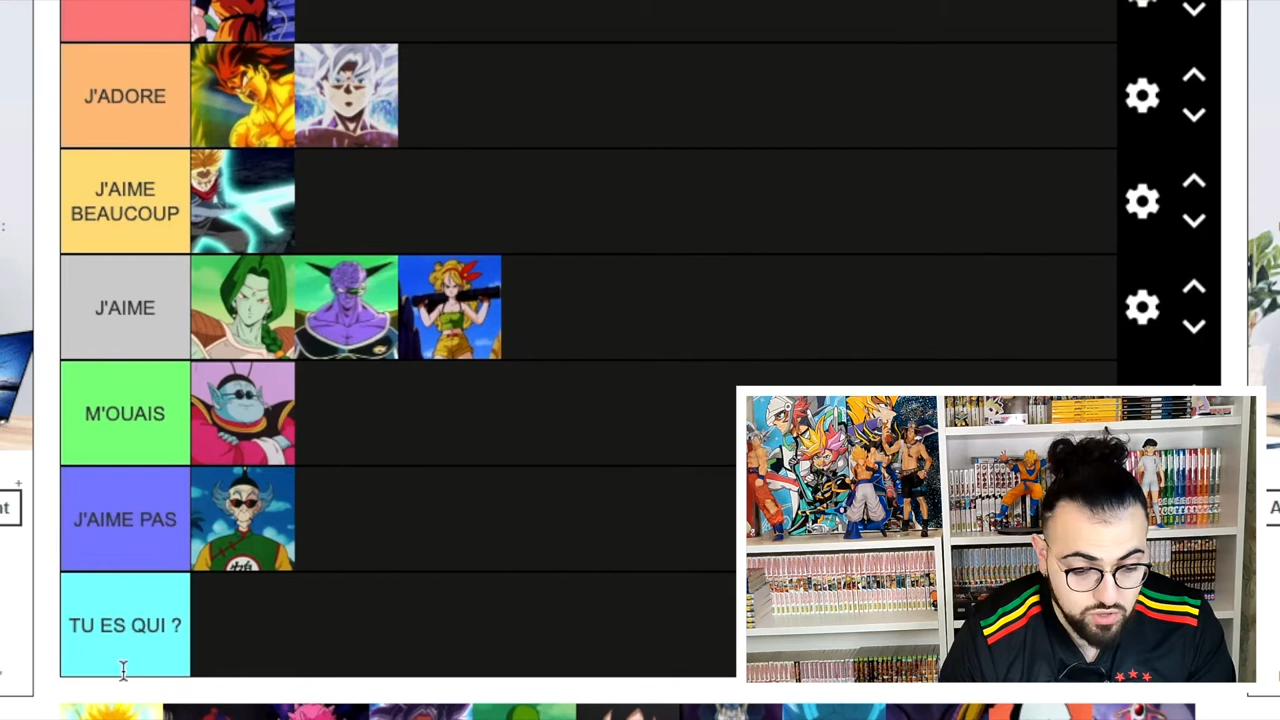 J'ADORE
J'AIME
BEAUCOUP
J'AIME
M'OUAIS
J'AIME PAS
TU ES QUI ?